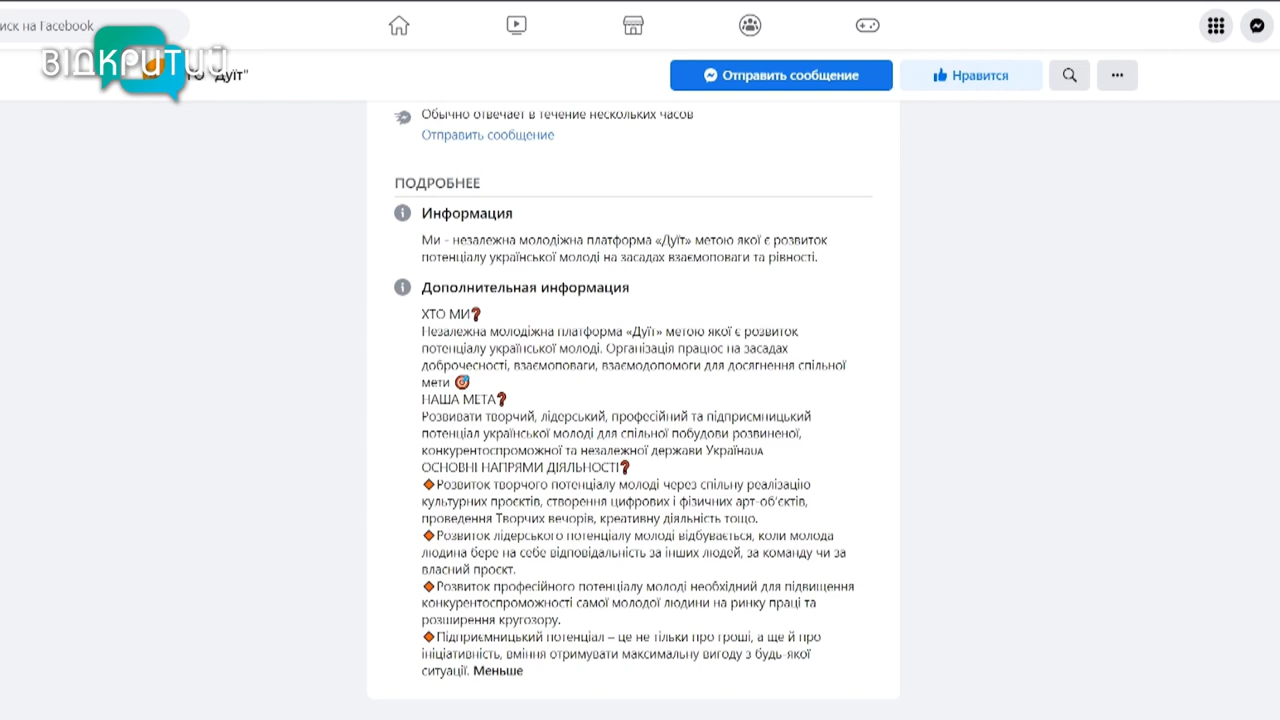 иск на Facebook
ВІДКРИТИЙ
ГО "Дуїт"
Отправить сообщение
Нравится
Обычно отвечает в течение нескольких часов
Отправить сообщение
ПОДРОБНЕЕ
Информация
Ми - незалежна молодіжна платформа «Дуїт» метою якої є розвиток
потенціалу української молоді на засадах взаємоповаги та рівності.
Дополнительная информация
ХТО МИ❓
Незалежна молодіжна платформа «Дуїт» метою якої є розвиток
потенціалу української молоді. Організація працює на засадах
доброчесності, взаємоповаги, взаємодопомоги для досягнення спільної
мети 🎯
НАША МЕТА❓
Розвивати творчий, лідерський, професійний та підприємницький
потенціал української молоді для спільної побудови розвиненої,
конкурентоспроможної та незалежної держави Українаᴜᴀ
ОСНОВНІ НАПРЯМИ ДІЯЛЬНОСТІ❓
🔸Розвиток творчого потенціалу молоді через спільну реалізацію
культурних проєктів, створення цифрових і фізичних арт-об'єктів,
проведення Творчих вечорів, креативну діяльність тощо.
🔸Розвиток лідерського потенціалу молоді відбувається, коли молода
людина бере на себе відповідальність за інших людей, за команду чи за
власний проєкт.
🔸Розвиток професійного потенціалу молоді необхідний для підвищення
конкурентоспроможності самої молодої людини на ринку праці та
розширення кругозору.
🔸Підприємницький потенціал – це не тільки про гроші, а ще й про
ініціативність, вміння отримувати максимальну вигоду з будь-якої
ситуації. Меньше